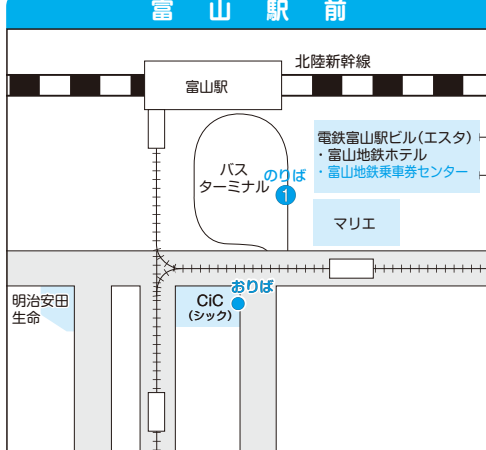 富山駅前
北陸新幹線
富山駅
電鉄富山駅ビル(エスタ)
・富山地鉄ホテル
・富山地鉄乗車券センター
バス
ターミナル
のりば
1
マリエ
おりば
明治安田
生命
CiC
(シック)